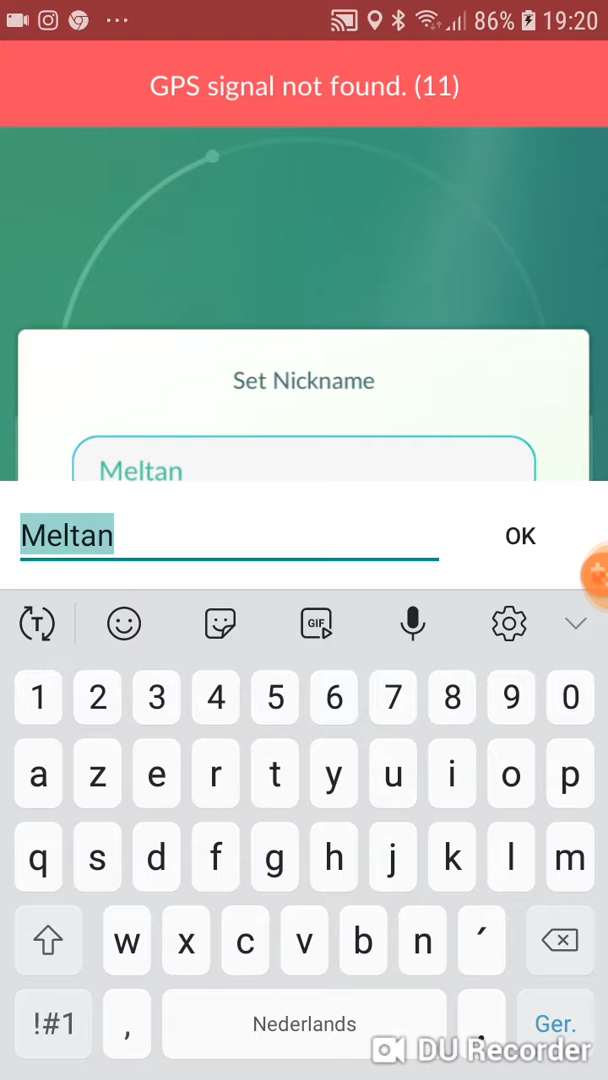 86% 19:20
GPS signal not found. (11)
Set Nickname
Meltan
Meltan OK
GIF
1 2 3 4 5 6 7 8 9 0
a z e r t y u i o p
q s d f g h j k l m
w x c v b n ´
!#1 , Nederlands . Ger.
DU Recorder